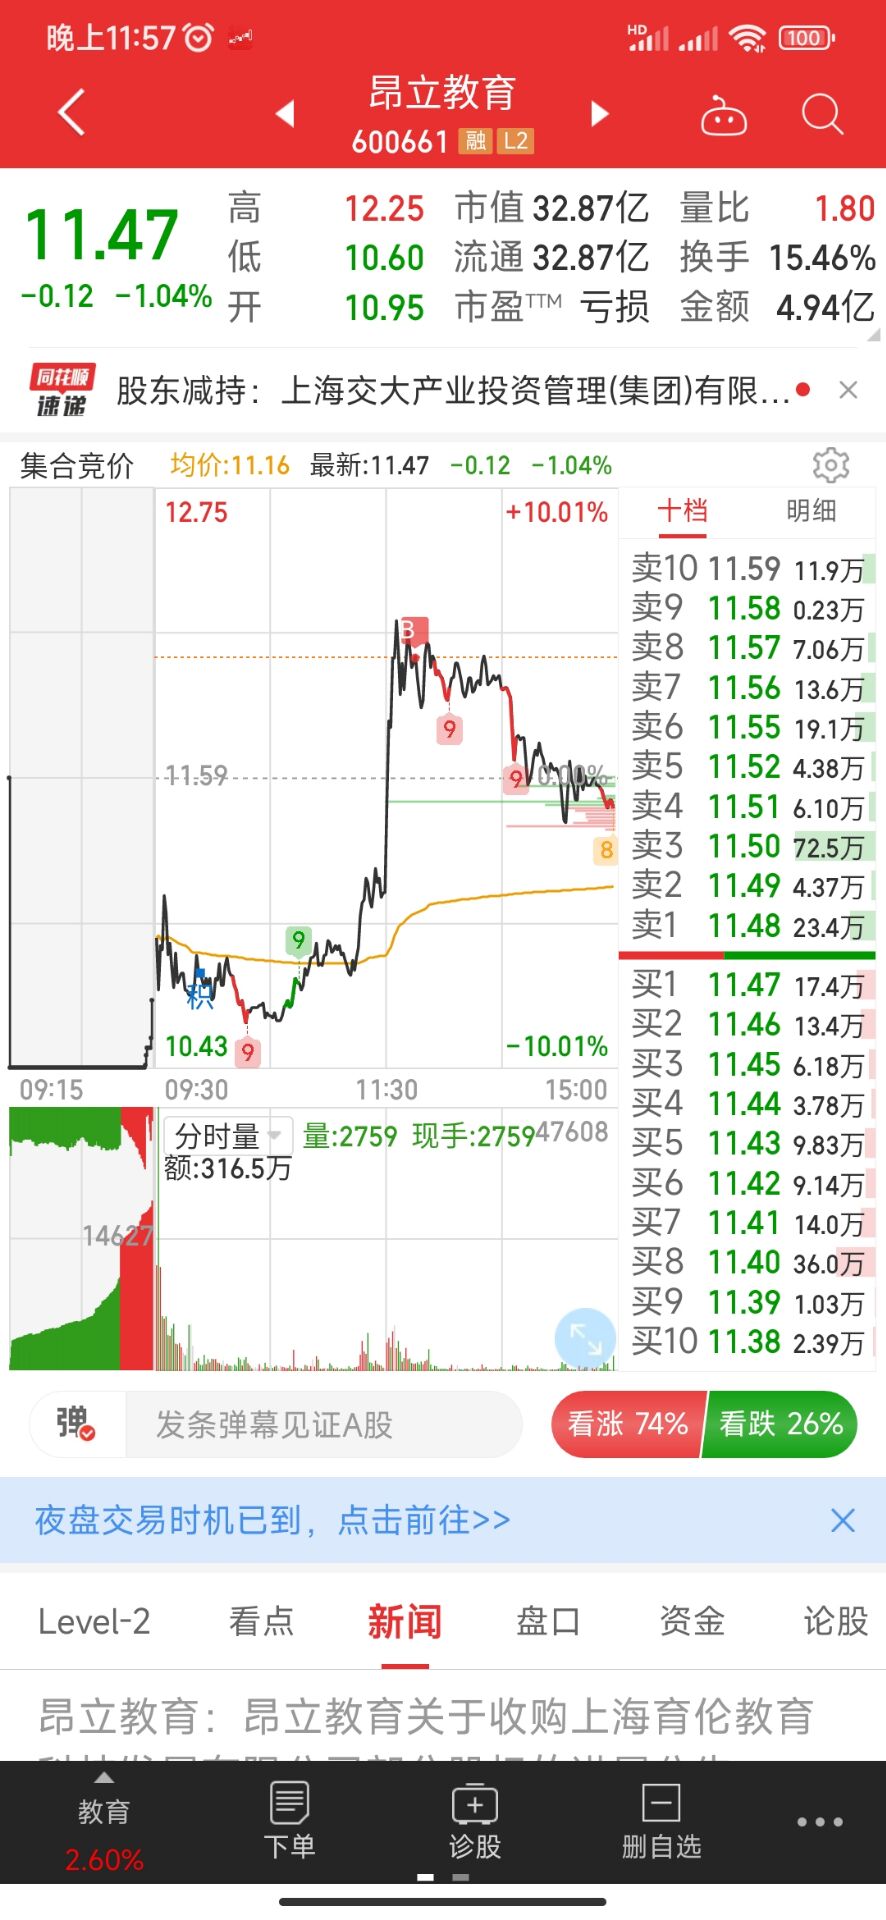 晚上11:57
HD
100
昂立教育
600661 融 L2
11.47
-0.12 -1.04%
高 12.25 市值 32.87亿 量比 1.80
低 10.60 流通 32.87亿 换手 15.46%
开 10.95 市盈TTM 亏损 金额 4.94亿
同花顺
速递
股东减持：上海交大产业投资管理(集团)有限...
集合竞价 均价:11.16 最新:11.47 -0.12 -1.04%
十档 明细
12.75 +10.01%
B
9
11.59 0.00%
9
8
9
积
10.43 9 -10.01%
09:15 09:30 11:30 15:00
分时量 量:2759 现手:2759 47608
额:316.5万
14627
卖10 11.59 11.9万
卖9 11.58 0.23万
卖8 11.57 7.06万
卖7 11.56 13.6万
卖6 11.55 19.1万
卖5 11.52 4.38万
卖4 11.51 6.10万
卖3 11.50 72.5万
卖2 11.49 4.37万
卖1 11.48 23.4万
买1 11.47 17.4万
买2 11.46 13.4万
买3 11.45 6.18万
买4 11.44 3.78万
买5 11.43 9.83万
买6 11.42 9.14万
买7 11.41 14.0万
买8 11.40 36.0万
买9 11.39 1.03万
买10 11.38 2.39万
弹 发条弹幕见证A股 看涨 74% 看跌 26%
夜盘交易时机已到，点击前往>>
Level-2 看点 新闻 盘口 资金 论股
昂立教育：昂立教育关于收购上海育伦教育
教育 下单 诊股 删自选
2.60%